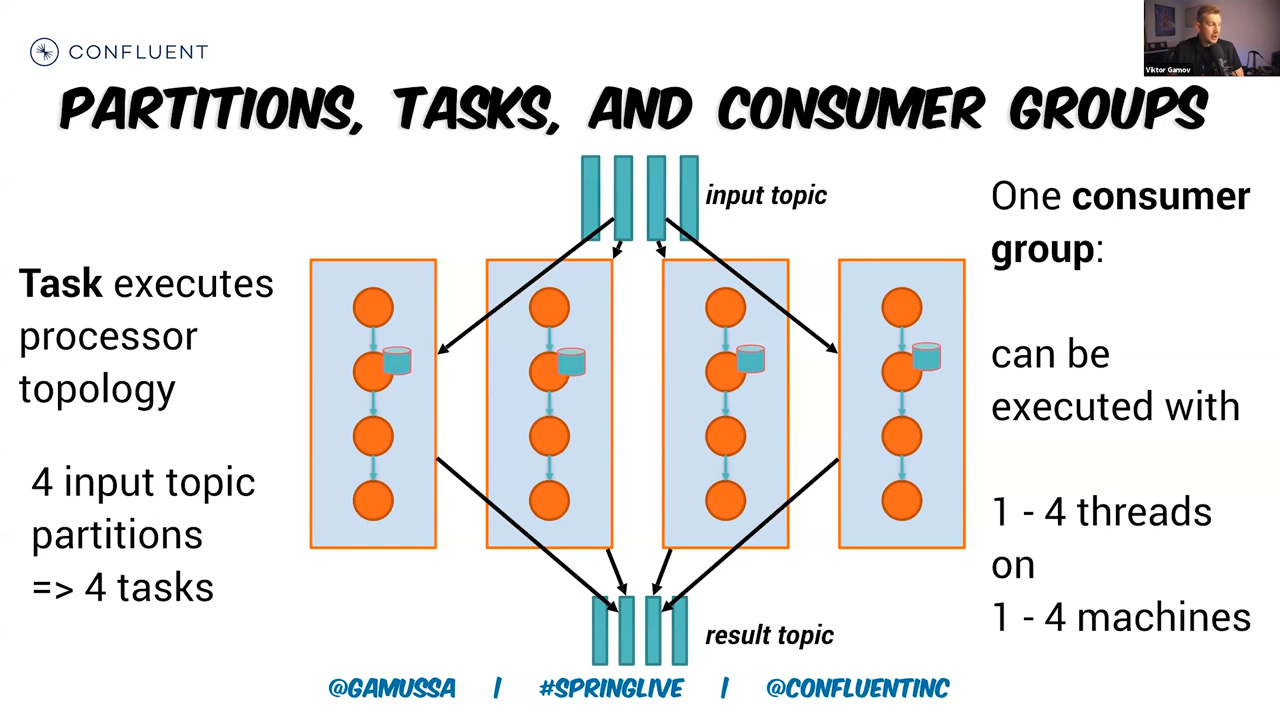 CONFLUENT
Viktor Gamov
PARTITIONS, TASKS, AND CONSUMER GROUPS
input topic
Task executes
processor
topology
4 input topic
partitions
=> 4 tasks
One consumer
group:
can be
executed with
1 - 4 threads
on
1 - 4 machines
result topic
@GAMUSSA | #SPRINGLIVE | @CONFLUENTINC